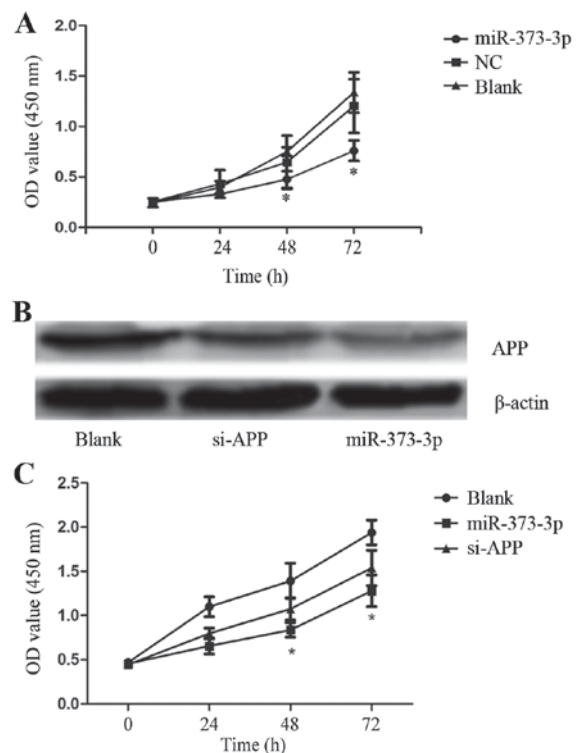 A
miR-373-3p
NC
Blank
OD value (450 nm)
2.0
1.5
1.0
0.5
0.0
*
*
0 24 48 72
Time (h)
B
APP
β-actin
Blank si-APP miR-373-3p
C
Blank
miR-373-3p
si-APP
OD value (450 nm)
2.5
2.0
1.5
1.0
0.5
0.0
*
*
0 24 48 72
Time (h)